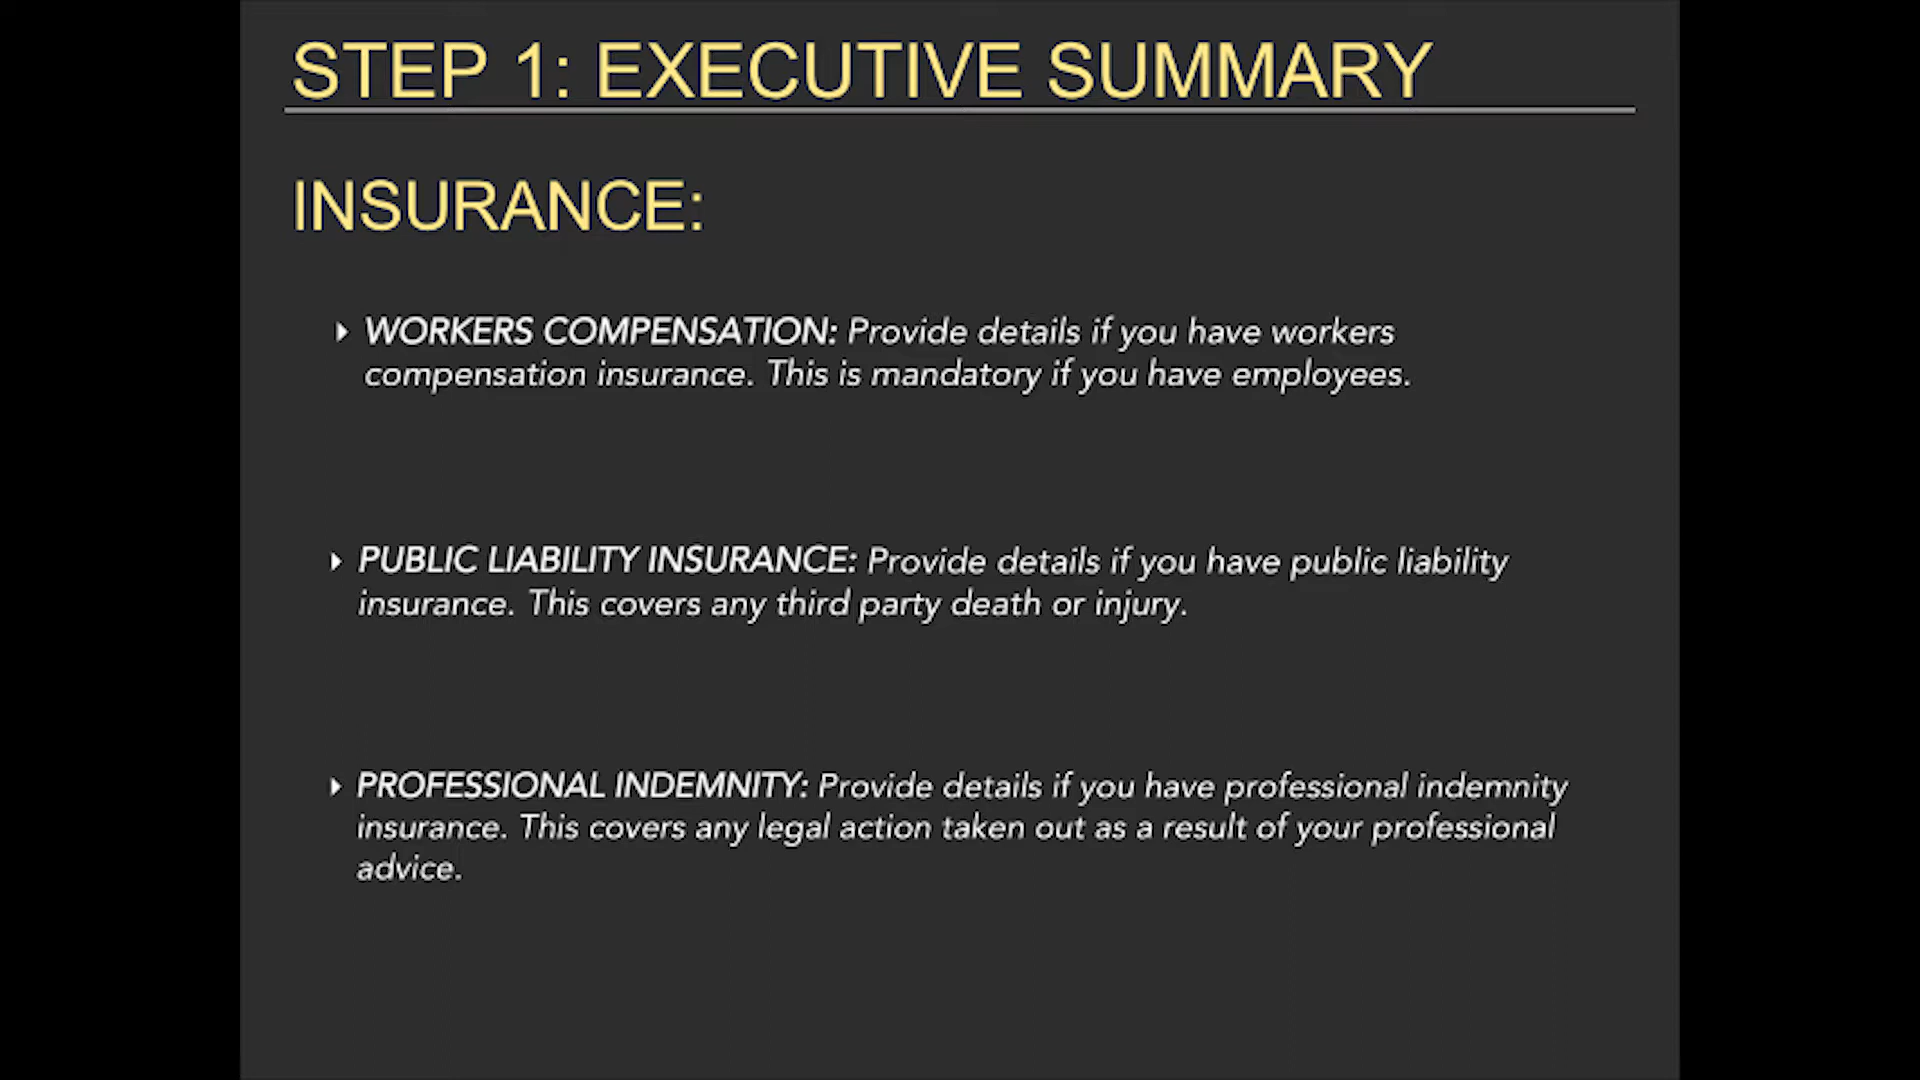 STEP 1: EXECUTIVE SUMMARY
INSURANCE:
WORKERS COMPENSATION: Provide details if you have workers
compensation insurance. This is mandatory if you have employees.
PUBLIC LIABILITY INSURANCE: Provide details if you have public liability
insurance. This covers any third party death or injury.
PROFESSIONAL INDEMNITY: Provide details if you have professional indemnity
insurance. This covers any legal action taken out as a result of your professional
advice.